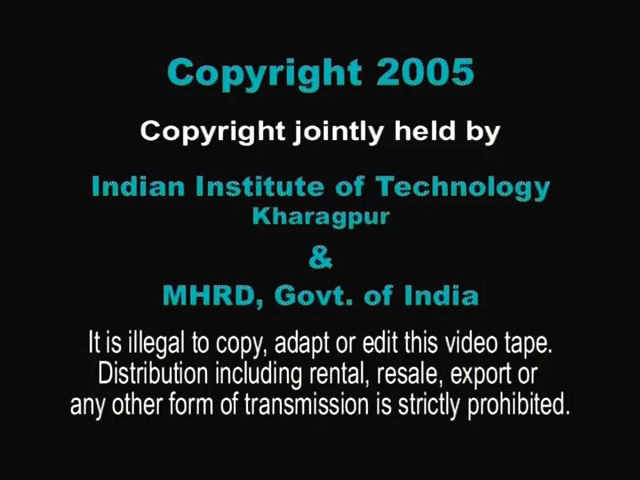 Copyright 2005
Copyright jointly held by
Indian Institute of Technology
Kharagpur
&
MHRD, Govt. of India
It is illegal to copy, adapt or edit this video tape.
Distribution including rental, resale, export or
any other form of transmission is strictly prohibited.